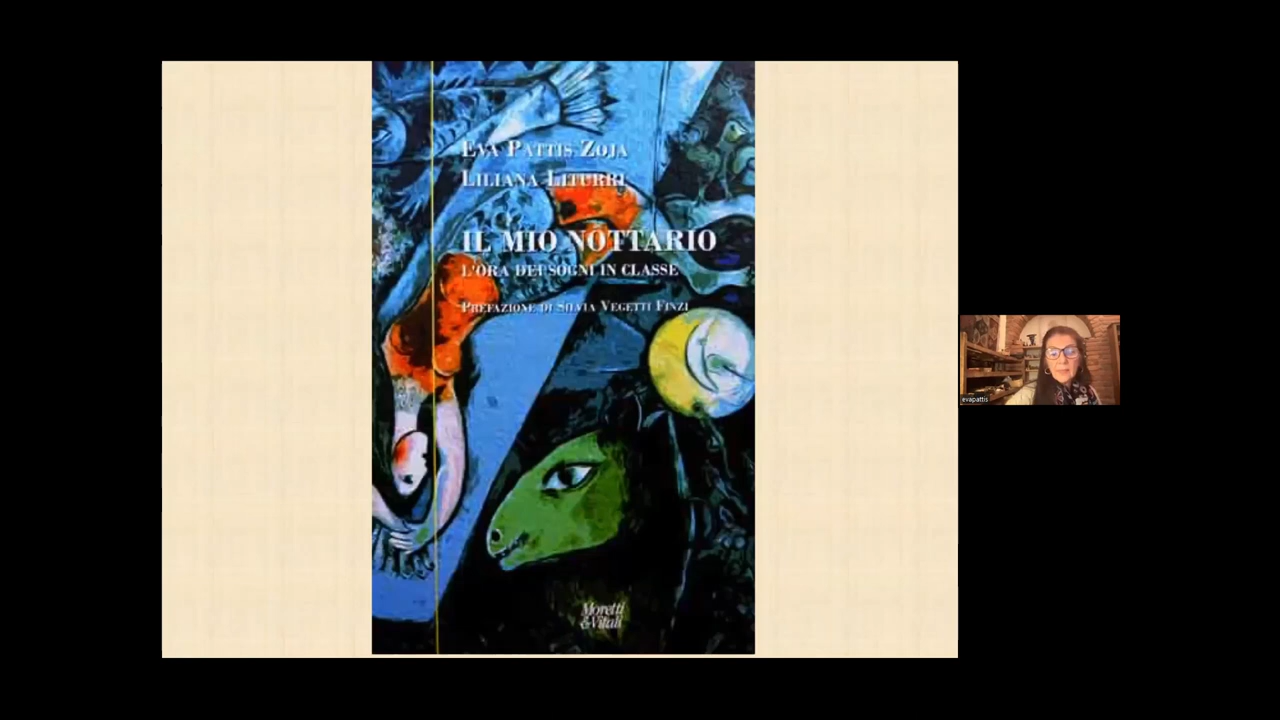 EVA PATTIS ZOJA
LILIANA LITURRI
IL MIO NOTTARIO
L'ORA DEI SOGNI IN CLASSE
PREFAZIONE DI SILVIA VEGETTI FINZI
Moretti
&Vitali
evapattis